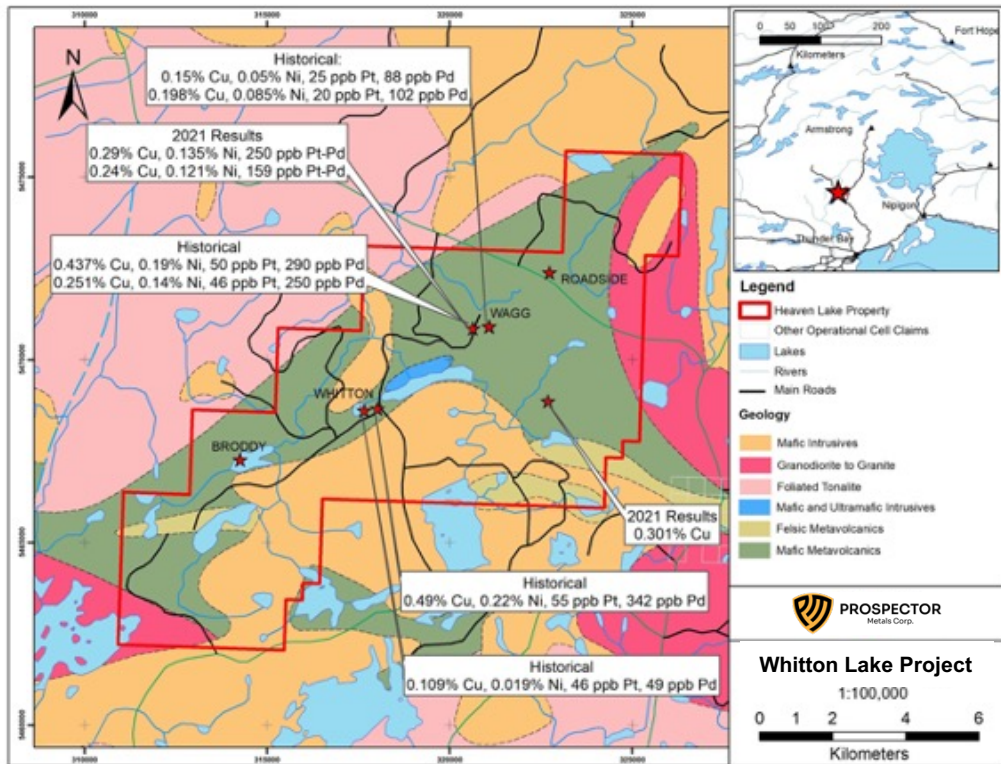 310000 315000 320000 325000
5475000
5470000
5465000
5460000
N
Historical:
0.15% Cu, 0.05% Ni, 25 ppb Pt, 88 ppb Pd
0.198% Cu, 0.085% Ni, 20 ppb Pt, 102 ppb Pd
2021 Results
0.29% Cu, 0.135% Ni, 250 ppb Pt-Pd
0.24% Cu, 0.121% Ni, 159 ppb Pt-Pd
Historical
0.437% Cu, 0.19% Ni, 50 ppb Pt, 290 ppb Pd
0.251% Cu, 0.14% Ni, 46 ppb Pt, 250 ppb Pd
ROADSIDE
WAGG
WHITTON
BRODDY
2021 Results
0.301% Cu
Historical
0.49% Cu, 0.22% Ni, 55 ppb Pt, 342 ppb Pd
Historical
0.109% Cu, 0.019% Ni, 46 ppb Pt, 49 ppb Pd
310000 315000 320000 325000
0 50 100 200
Kilometers
Fort Hope
Armstrong
Nipigon
Thunder Bay
Legend
Heaven Lake Property
Other Operational Cell Claims
Lakes
Rivers
Main Roads
Geology
Mafic Intrusives
Granodiorite to Granite
Foliated Tonalite
Mafic and Ultramafic Intrusives
Felsic Metavolcanics
Mafic Metavolcanics
PROSPECTOR
Metals Corp.
Whitton Lake Project
1:100,000
0 1 2 4 6
Kilometers